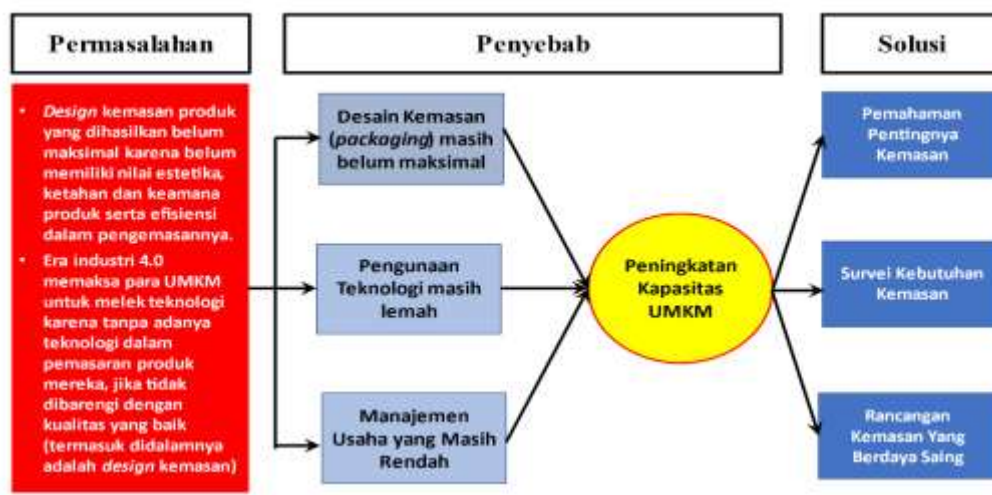 Permasalahan
Penyebab
Solusi
• Design kemasan produk
yang dihasilkan belum
maksimal karena belum
memiliki nilai estetika,
ketahan dan keamana
produk serta efisiensi
dalam pengemasannya.
• Era industri 4.0
memaksa para UMKM
untuk melek teknologi
karena tanpa adanya
teknologi dalam
pemasaran produk
mereka, jika tidak
dibarengi dengan
kualitas yang baik
(termasuk didalamnya
adalah design kemasan)
Desain Kemasan
(packaging) masih
belum maksimal
Pengunaan
Teknologi masih
lemah
Manajemen
Usaha yang Masih
Rendah
Peningkatan
Kapasitas
UMKM
Pemahaman
Pentingnya
Kemasan
Survei Kebutuhan
Kemasan
Rancangan
Kemasan Yang
Berdaya Saing